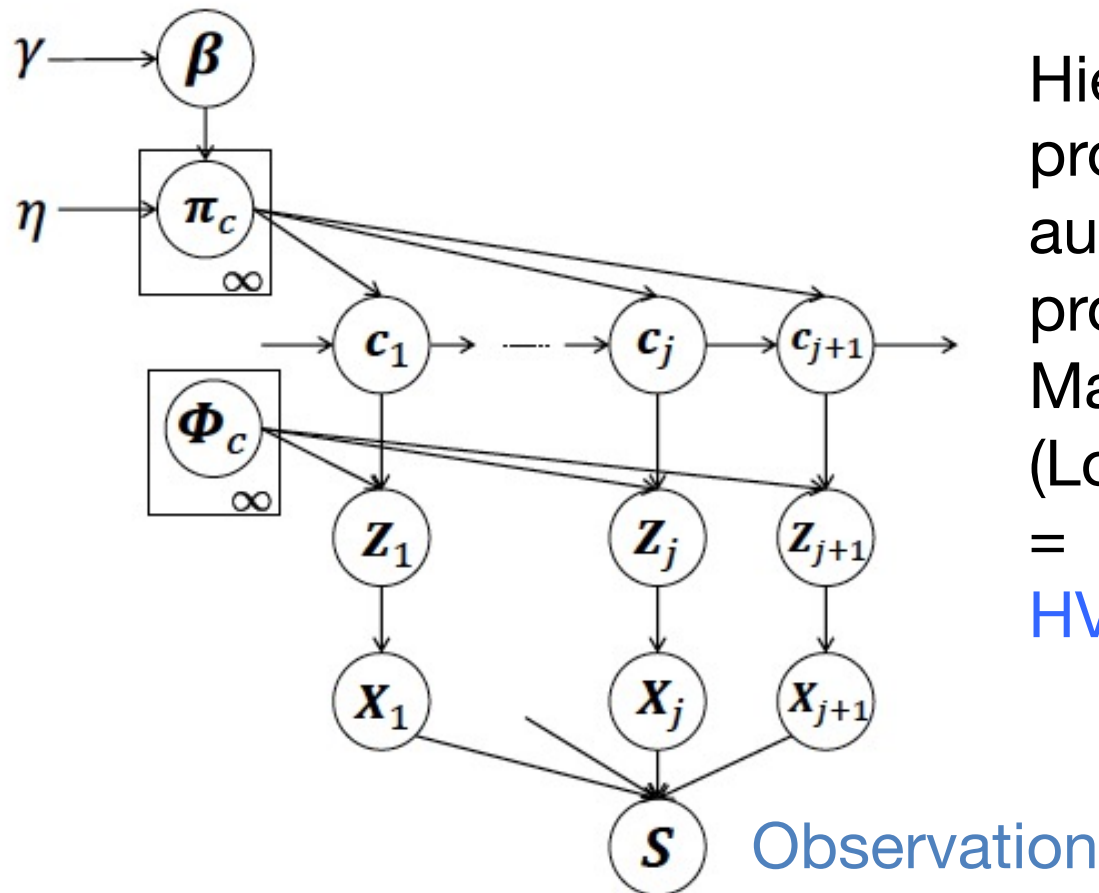 γ
β
η
π_c
∞
c_1
c_j
c_{j+1}
Φ_c
∞
Z_1
Z_j
Z_{j+1}
X_1
X_j
X_{j+1}
S
Observation
Hie
pro
au
pro
Ma
(Lo
=
HV